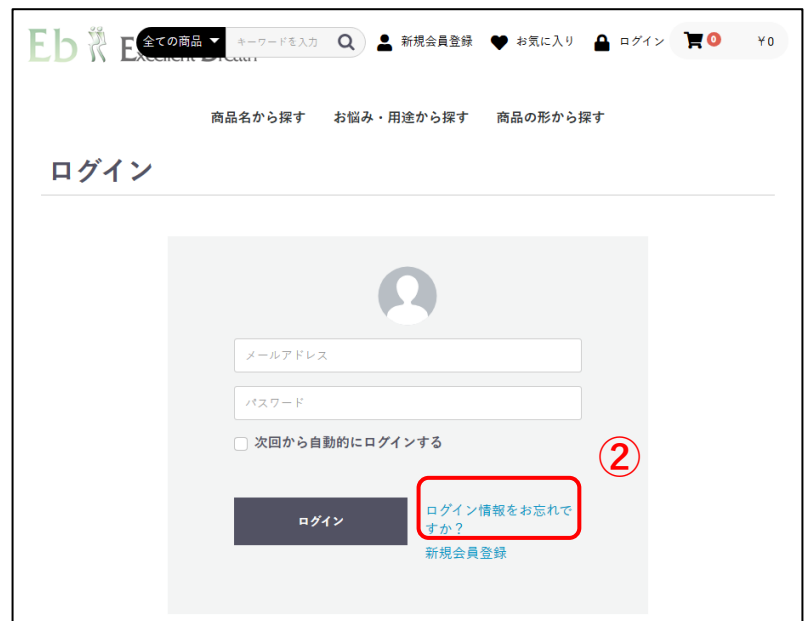 Eb
全ての商品 ▼ キーワードを入力 新規会員登録 お気に入り ログイン 0 ¥0
商品名から探す お悩み・用途から探す 商品の形から探す
ログイン
メールアドレス
パスワード
次回から自動的にログインする
②
ログイン
ログイン情報をお忘れで
すか？
新規会員登録